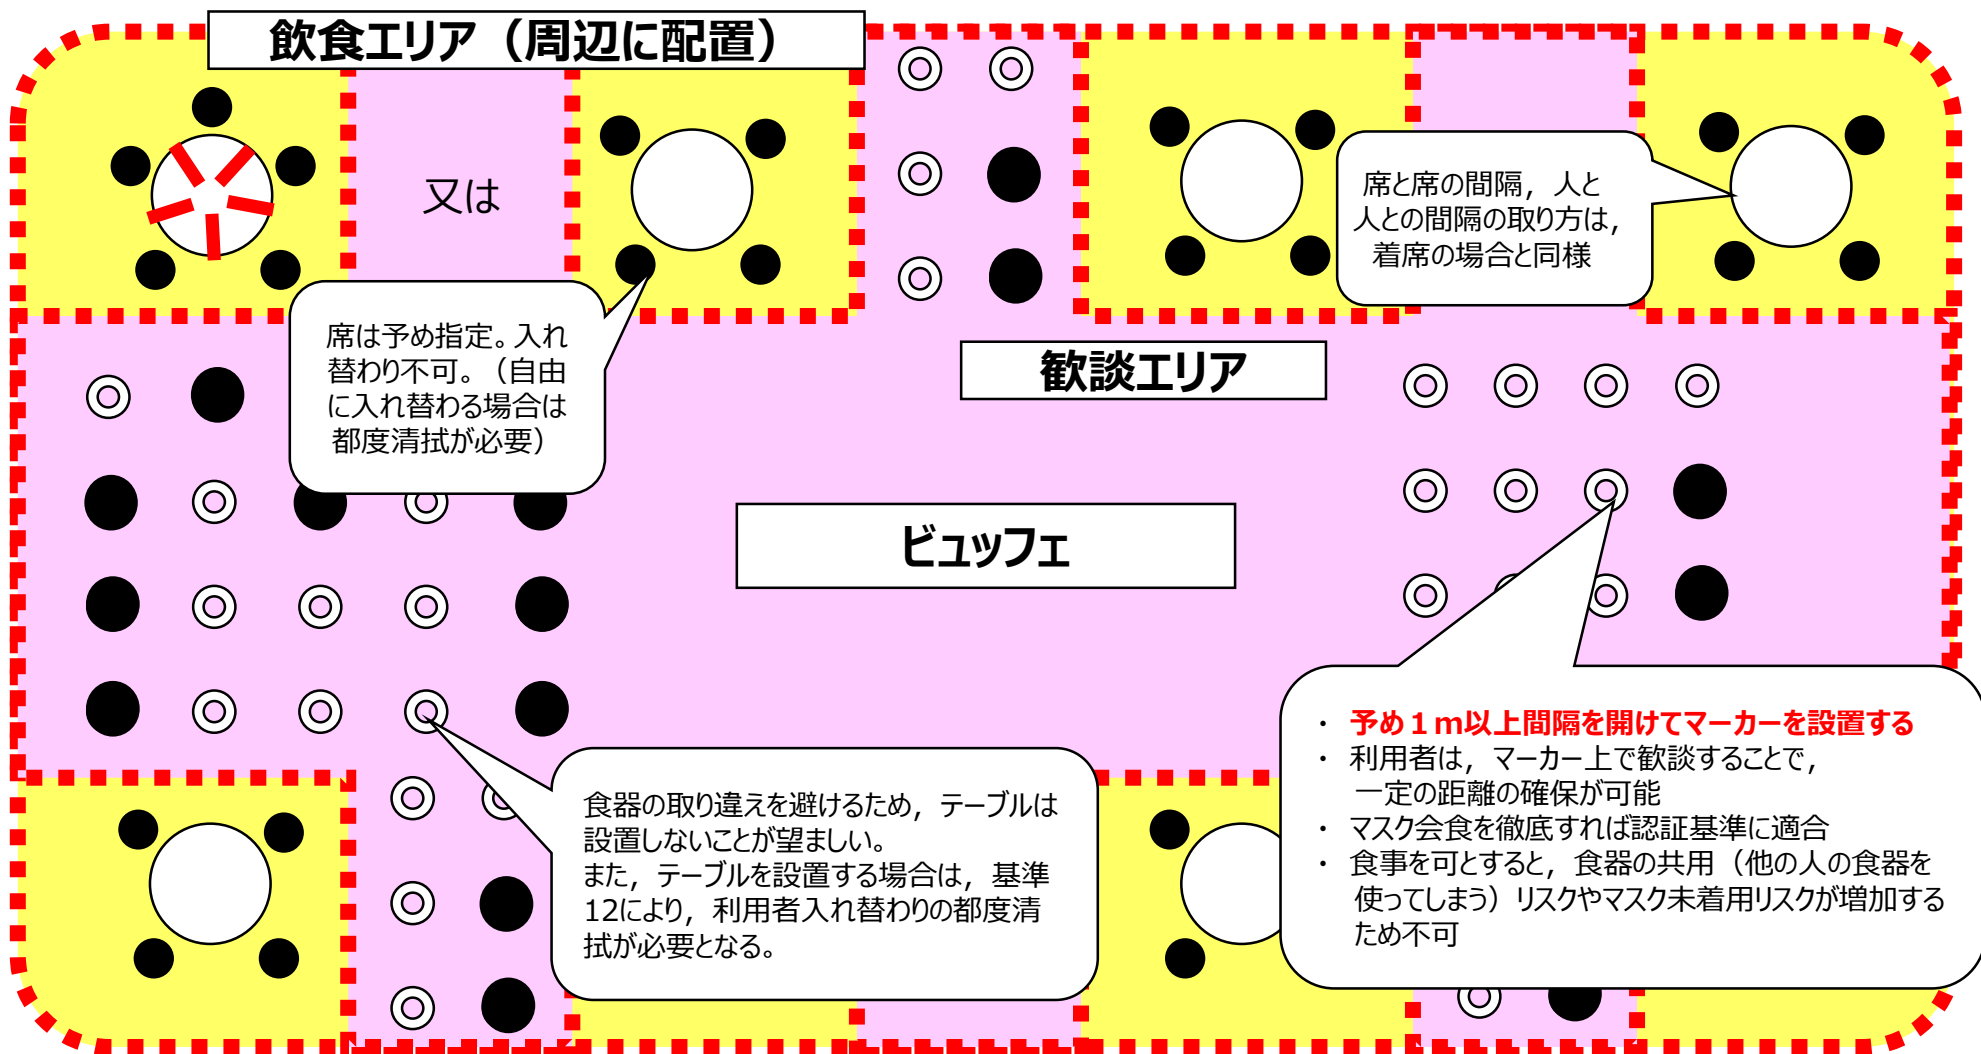 飲食エリア（周辺に配置）
又は
席と席の間隔，人と
人との間隔の取り方は，
着席の場合と同様
席は予め指定。入れ
替わり不可。（自由
に入れ替わる場合は
都度清拭が必要）
歓談エリア
ビュッフェ
・ 予め１ｍ以上間隔を開けてマーカーを設置する
・ 利用者は，マーカー上で歓談することで，
一定の距離の確保が可能
・ マスク会食を徹底すれば認証基準に適合
・ 食事を可とすると，食器の共用（他の人の食器を
使ってしまう）リスクやマスク未着用リスクが増加する
ため不可
食器の取り違えを避けるため，テーブルは
設置しないことが望ましい。
また，テーブルを設置する場合は，基準
12により，利用者入れ替わりの都度清
拭が必要となる。